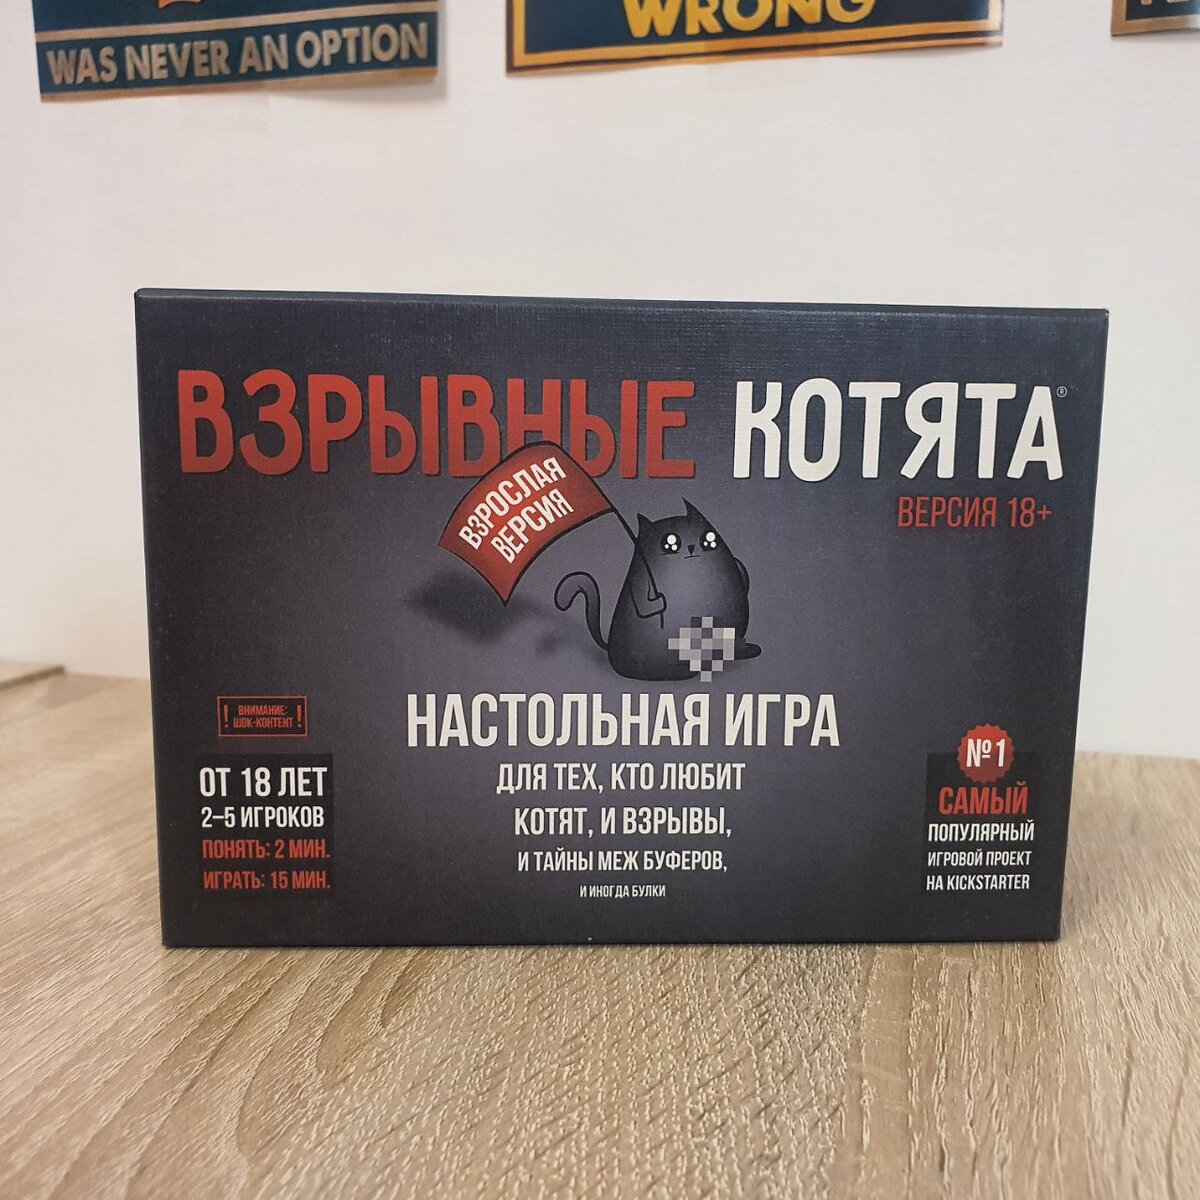 WAS NEVER AN OPTION
WRONG
ВЗРЫВНЫЕ КОТЯТА®
ВЕРСИЯ 18+
ВЗРОСЛАЯ
ВЕРСИЯ
НАСТОЛЬНАЯ ИГРА
ДЛЯ ТЕХ, КТО ЛЮБИТ
КОТЯТ, И ВЗРЫВЫ,
И ТАЙНЫ МЕЖ БУФЕРОВ,
И ИНОГДА БУЛКИ
! ВНИМАНИЕ: !
ШОК-КОНТЕНТ
ОТ 18 ЛЕТ
2–5 ИГРОКОВ
ПОНЯТЬ: 2 МИН.
ИГРАТЬ: 15 МИН.
№1
САМЫЙ
ПОПУЛЯРНЫЙ
ИГРОВОЙ ПРОЕКТ
НА KICKSTARTER